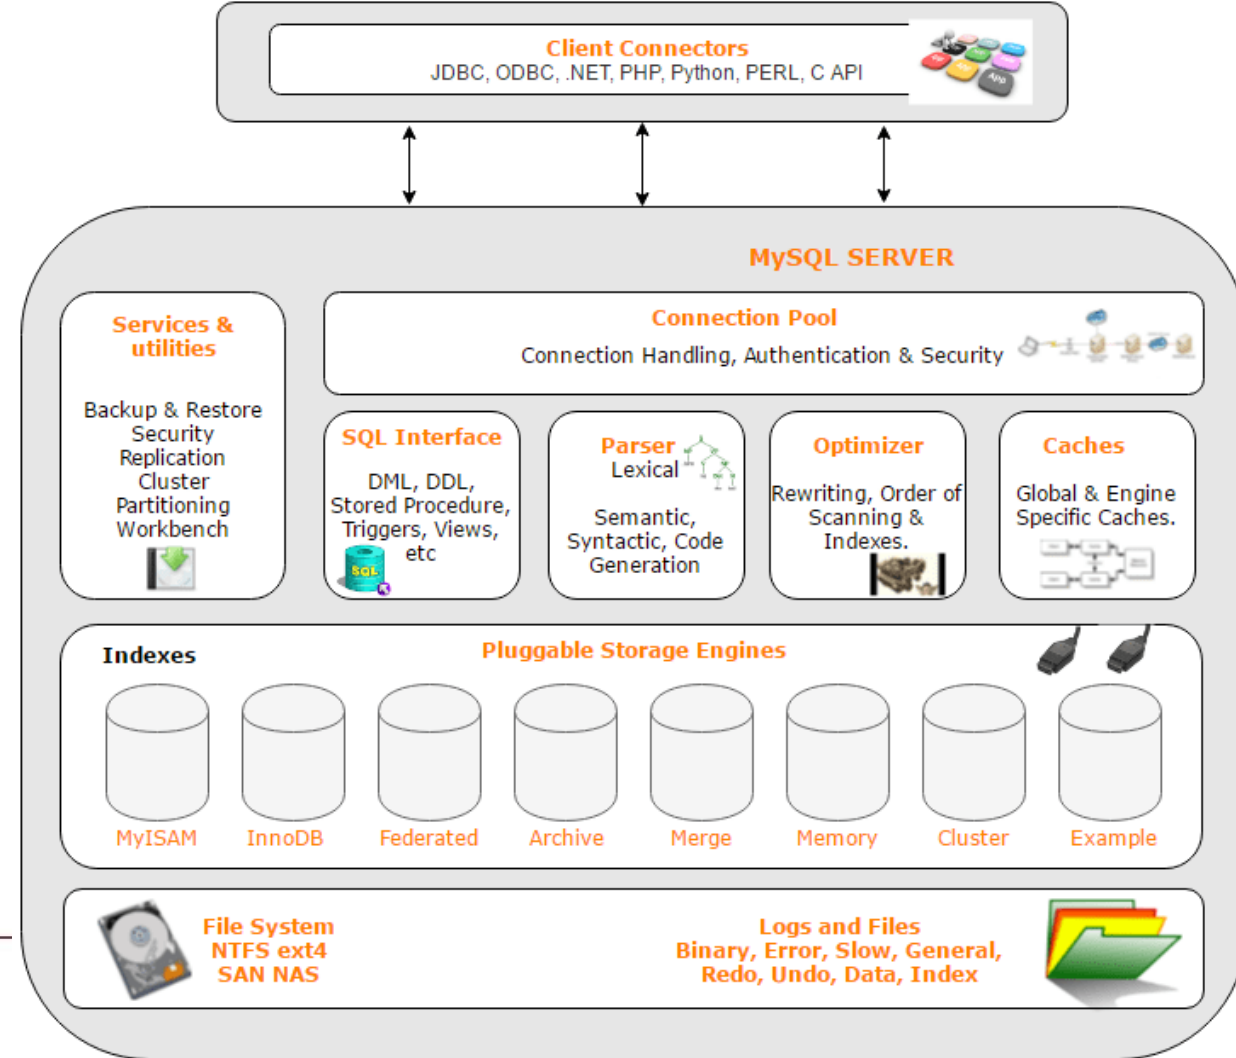 Client Connectors
JDBC, ODBC, .NET, PHP, Python, PERL, C API
APP
MySQL SERVER
Services &
utilities
Backup & Restore
Security
Replication
Cluster
Partitioning
Workbench
Connection Pool
Connection Handling, Authentication & Security
SQL Interface
DML, DDL,
Stored Procedure,
Triggers, Views,
etc
SQL
Parser
Lexical
Semantic,
Syntactic, Code
Generation
Optimizer
Rewriting, Order of
Scanning &
Indexes.
Caches
Global & Engine
Specific Caches.
Indexes
Pluggable Storage Engines
MyISAM
InnoDB
Federated
Archive
Merge
Memory
Cluster
Example
File System
NTFS ext4
SAN NAS
Logs and Files
Binary, Error, Slow, General,
Redo, Undo, Data, Index